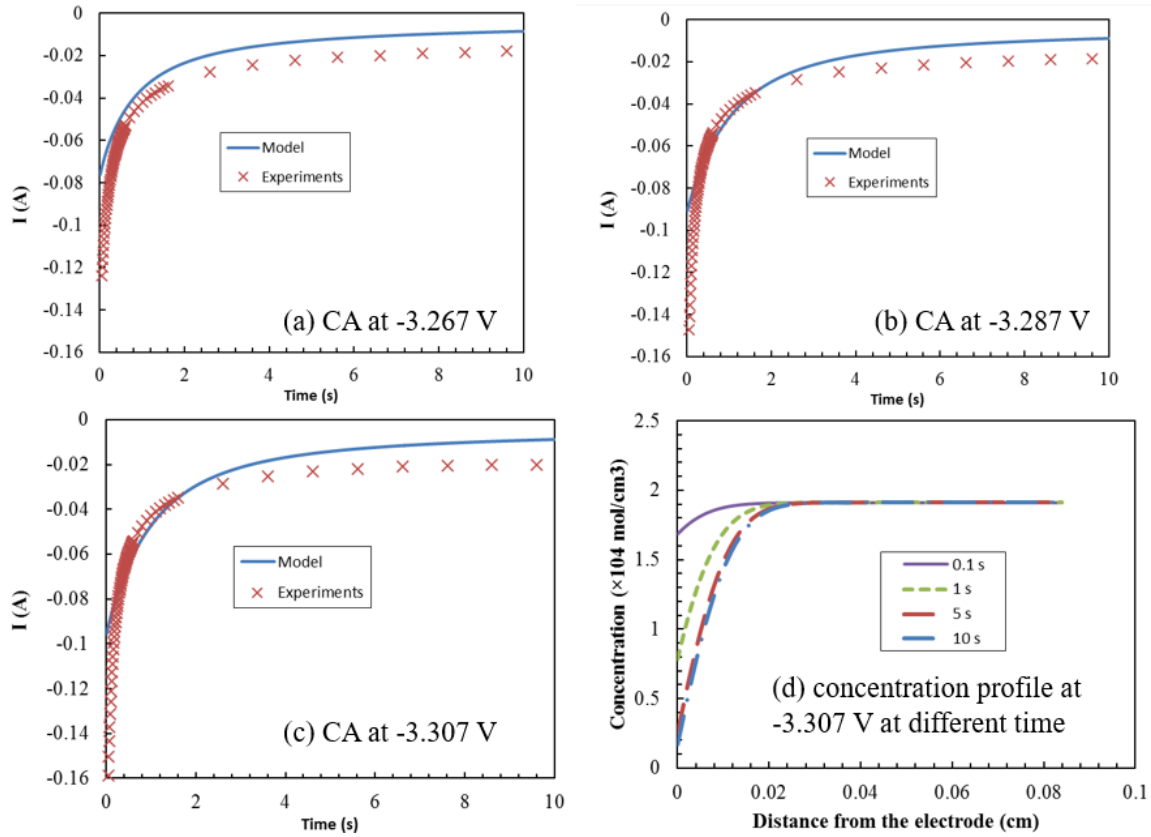 0
-0.02
-0.04
-0.06
-0.08
-0.1
-0.12
-0.14
-0.16
I (A)
Model
Experiments
(a) CA at -3.267 V
0 2 4 6 8 10
Time (s)
0
-0.02
-0.04
-0.06
-0.08
-0.1
-0.12
-0.14
-0.16
I (A)
Model
Experiments
(b) CA at -3.287 V
0 2 4 6 8 10
Time (s)
0
-0.02
-0.04
-0.06
-0.08
-0.1
-0.12
-0.14
-0.16
I (A)
Model
Experiments
(c) CA at -3.307 V
0 2 4 6 8 10
Time (s)
2.5
2
1.5
1
0.5
0
Concentration (×104 mol/cm3)
0.1 s
1 s
5 s
10 s
(d) concentration profile at
-3.307 V at different time
0 0.02 0.04 0.06 0.08 0.1
Distance from the electrode (cm)